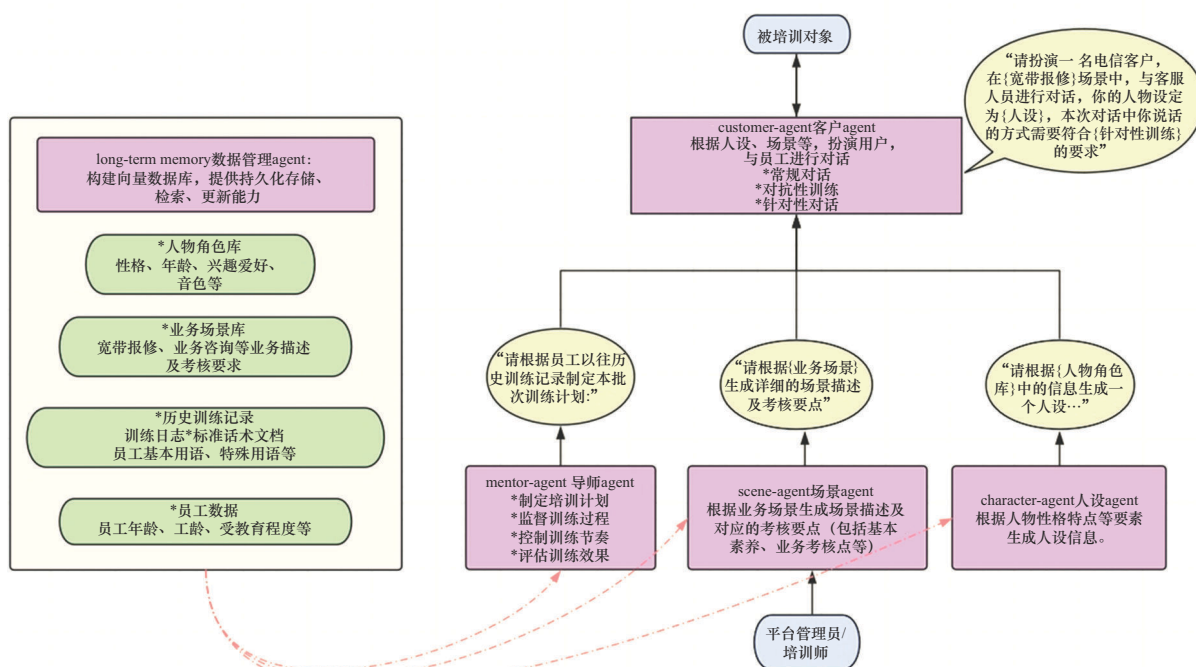 被培训对象
“请扮演一 名电信客户，
在{宽带报修}场景中，与客服
人员进行对话，你的人物设定
为{人设}，本次对话中你说话
的方式需要符合{针对性训练}
的要求”
customer-agent客户agent
根据人设、场景等，扮演用户，
与员工进行对话
*常规对话
*对抗性训练
*针对性对话
long-term memory数据管理agent：
构建向量数据库，提供持久化存储、
检索、更新能力
*人物角色库
性格、年龄、兴趣爱好、
音色等
*业务场景库
宽带报修、业务咨询等业务描述
及考核要求
*历史训练记录
训练日志*标准话术文档
员工基本用语、特殊用语等
*员工数据
员工年龄、工龄、受教育程度等
“请根据员工以往历
史训练记录制定本批
次训练计划:”
“请根据{业务场景}
生成详细的场景描述
及考核要点”
“请根据{人物角色
库}中的信息生成一
个人设…”
mentor-agent 导师agent
*制定培训计划
*监督训练过程
*控制训练节奏
*评估训练效果
scene-agent场景agent
根据业务场景生成场景描述及
对应的考核要点（包括基本
素养、业务考核点等）
character-agent人设agent
根据人物性格特点等要素
生成人设信息。
平台管理员/
培训师